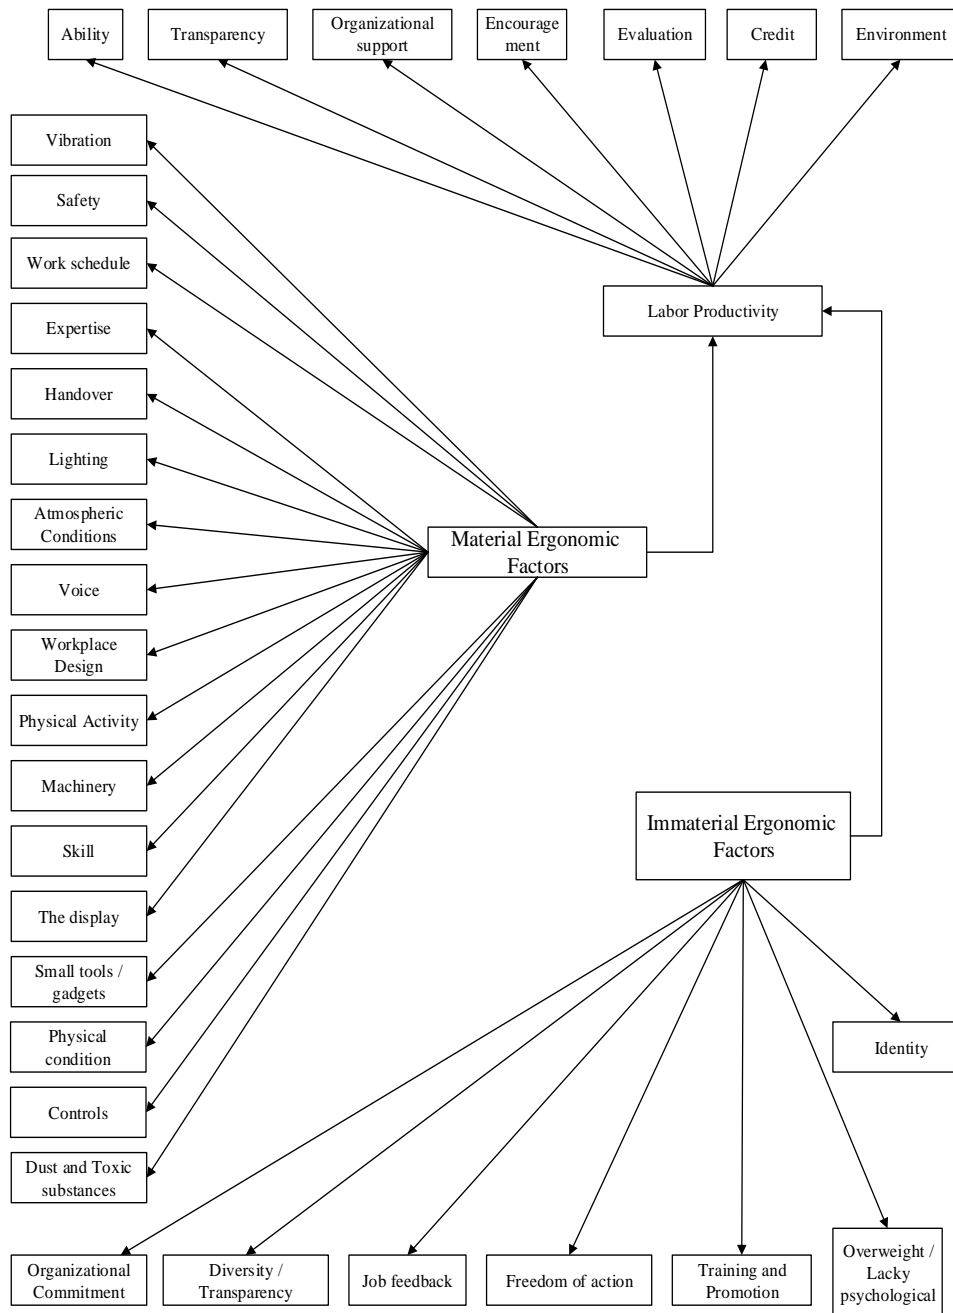 Ability
Transparency
Organizational
support
Encourage
ment
Evaluation
Credit
Environment
Vibration
Safety
Work schedule
Expertise
Handover
Lighting
Atmospheric
Conditions
Voice
Workplace
Design
Physical Activity
Machinery
Skill
The display
Small tools /
gadgets
Physical
condition
Controls
Dust and Toxic
substances
Labor Productivity
Material Ergonomic
Factors
Immaterial Ergonomic
Factors
Identity
Organizational
Commitment
Diversity /
Transparency
Job feedback
Freedom of action
Training and
Promotion
Overweight /
Lacky
psychological